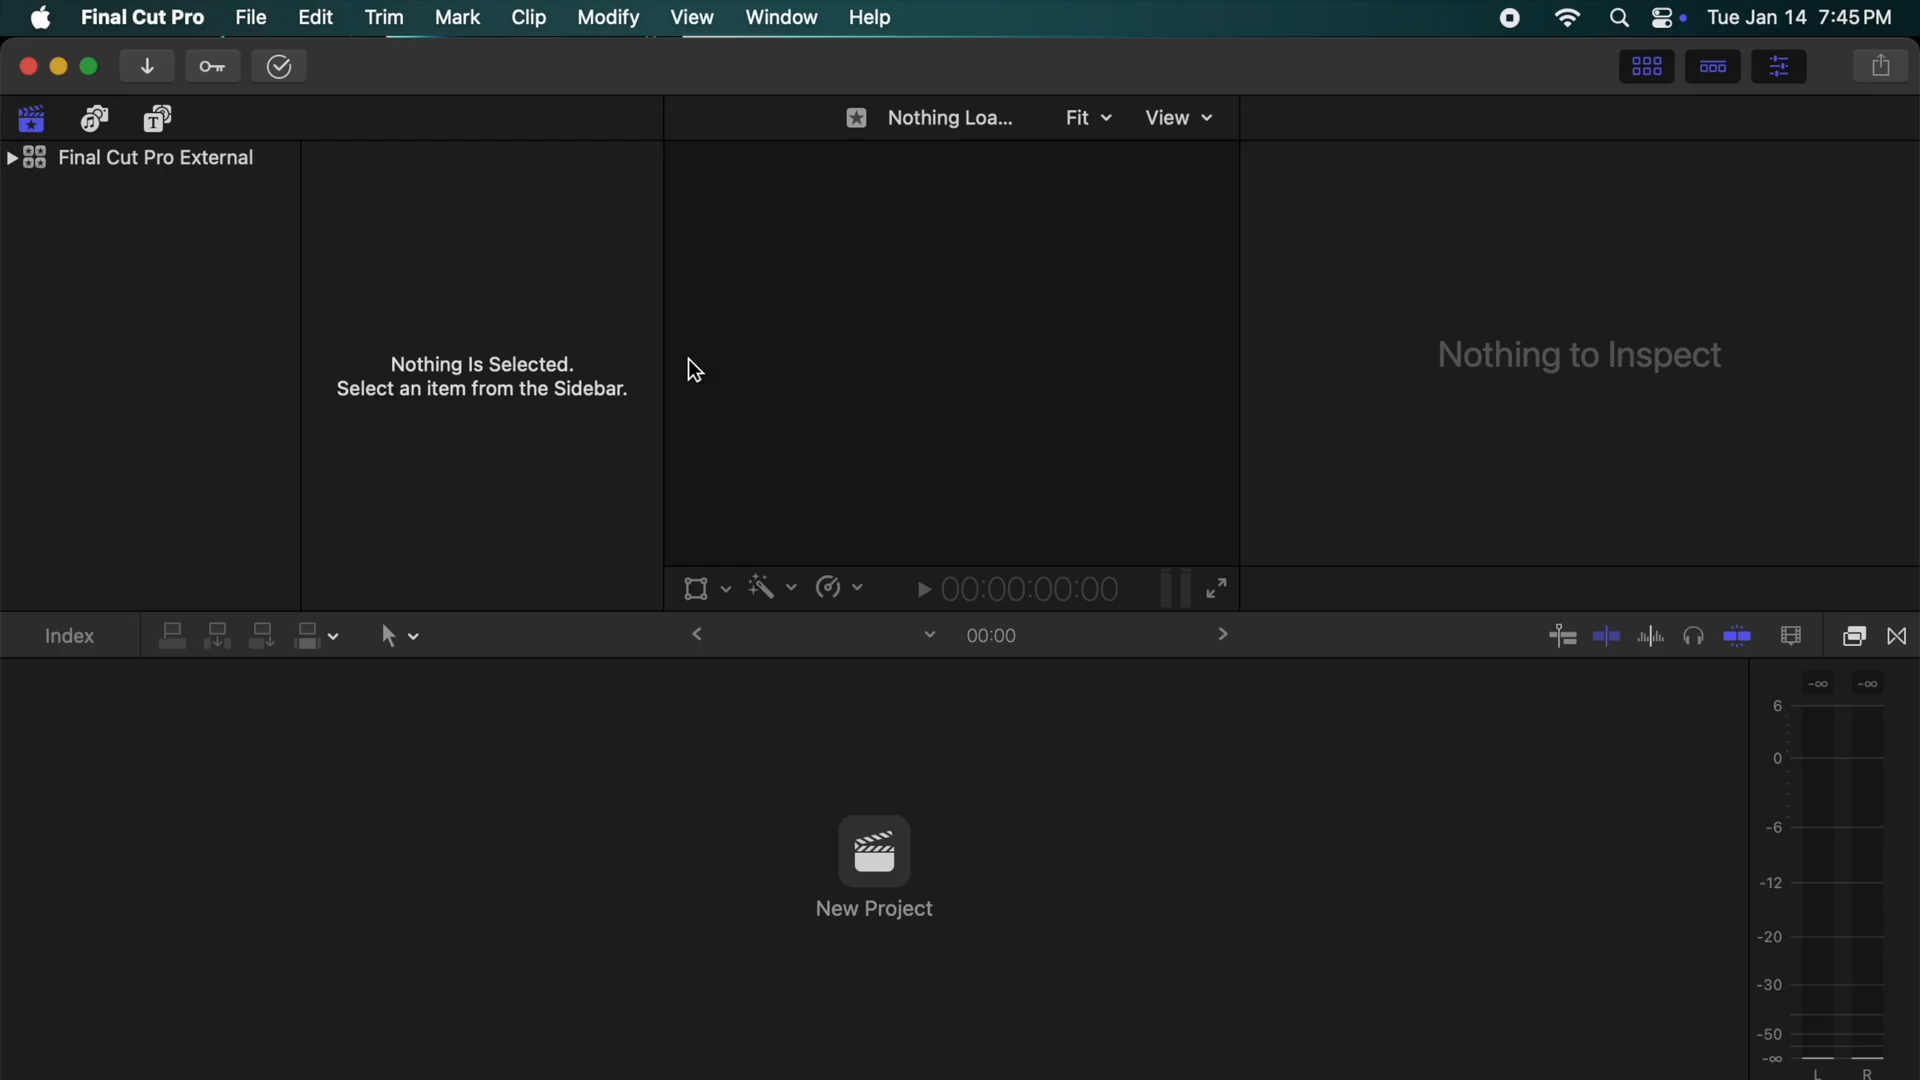 Final Cut Pro File Edit Trim Mark Clip Modify View Window Help Tue Jan 14 7:45 PM
Nothing Loa... Fit View
T
Final Cut Pro External
Nothing Is Selected.
Select an item from the Sidebar.
Nothing to Inspect
00:00:00:00
Index 00:00
-∞ -∞
6
0
-6
-12
-20
-30
-50
-∞
L R
New Project